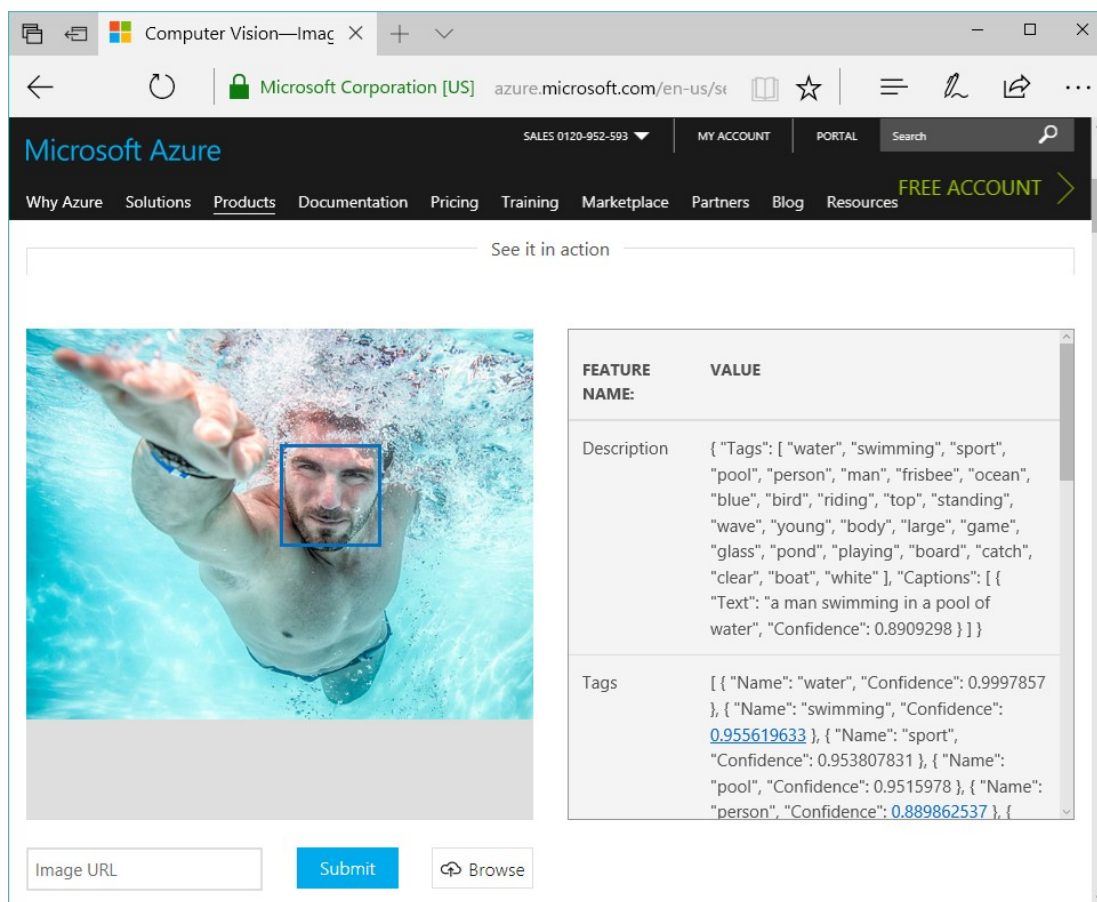 Computer Vision—Imag
Microsoft Corporation [US] azure.microsoft.com/en-us/se
Microsoft Azure
SALES 0120-952-593 MY ACCOUNT PORTAL Search
FREE ACCOUNT
Why Azure Solutions Products Documentation Pricing Training Marketplace Partners Blog Resources
See it in action
FEATURE NAME: VALUE
Description
{ "Tags": [ "water", "swimming", "sport",
"pool", "person", "man", "frisbee", "ocean",
"blue", "bird", "riding", "top", "standing",
"wave", "young", "body", "large", "game",
"glass", "pond", "playing", "board", "catch",
"clear", "boat", "white" ], "Captions": [ {
"Text": "a man swimming in a pool of
water", "Confidence": 0.8909298 } ] }
Tags
[ { "Name": "water", "Confidence": 0.9997857
}, { "Name": "swimming", "Confidence":
0.955619633 }, { "Name": "sport",
"Confidence": 0.953807831 }, { "Name":
"pool", "Confidence": 0.9515978 }, { "Name":
"person", "Confidence": 0.889862537 }, {
Image URL Submit Browse